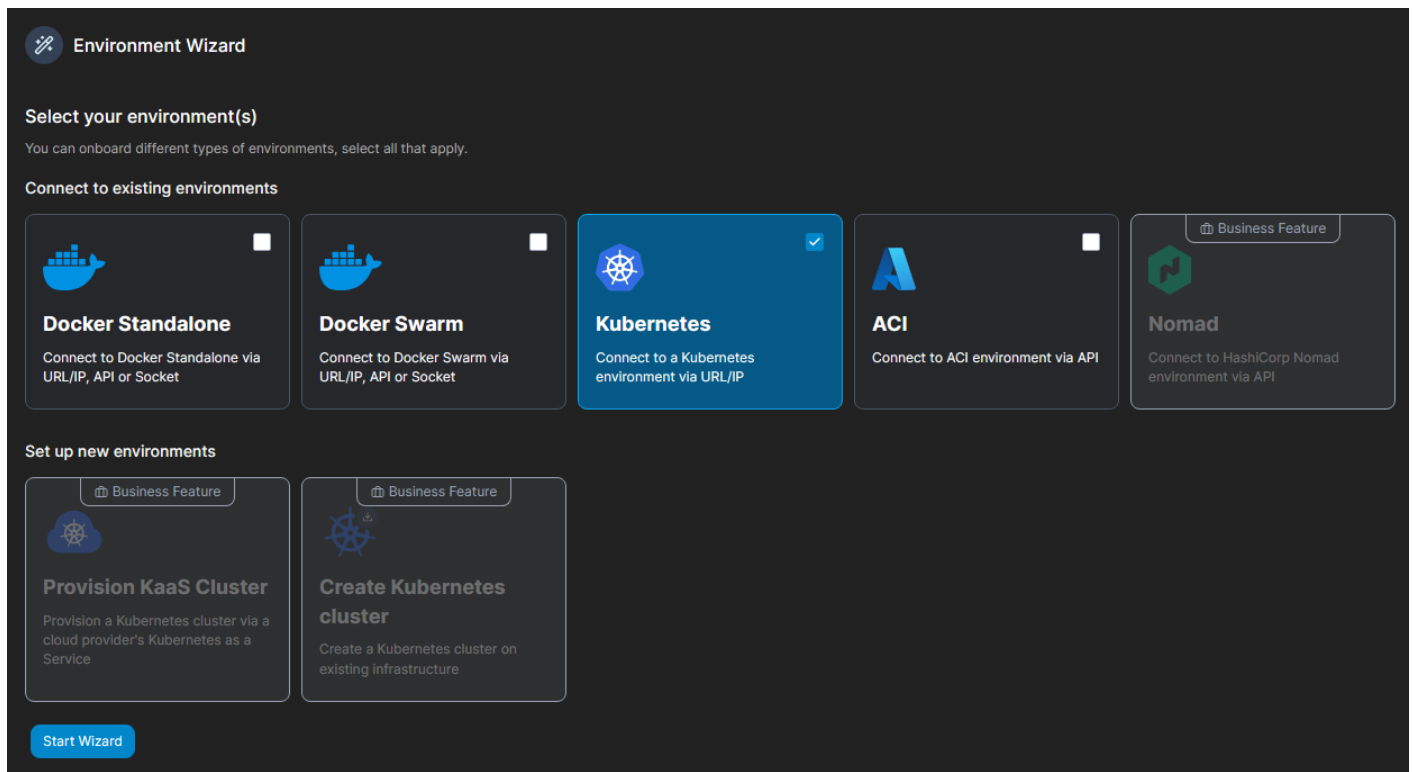 Environment Wizard
Select your environment(s)
You can onboard different types of environments, select all that apply.
Connect to existing environments
Docker Standalone
Connect to Docker Standalone via
URL/IP, API or Socket
Docker Swarm
Connect to Docker Swarm via
URL/IP, API or Socket
Kubernetes
Connect to a Kubernetes
environment via URL/IP
ACI
Connect to ACI environment via API
Business Feature
Nomad
Connect to HashiCorp Nomad
environment via API
Set up new environments
Business Feature
Provision KaaS Cluster
Provision a Kubernetes cluster via a
cloud provider's Kubernetes as a
Service
Business Feature
Create Kubernetes
cluster
Create a Kubernetes cluster on
existing infrastructure
Start Wizard